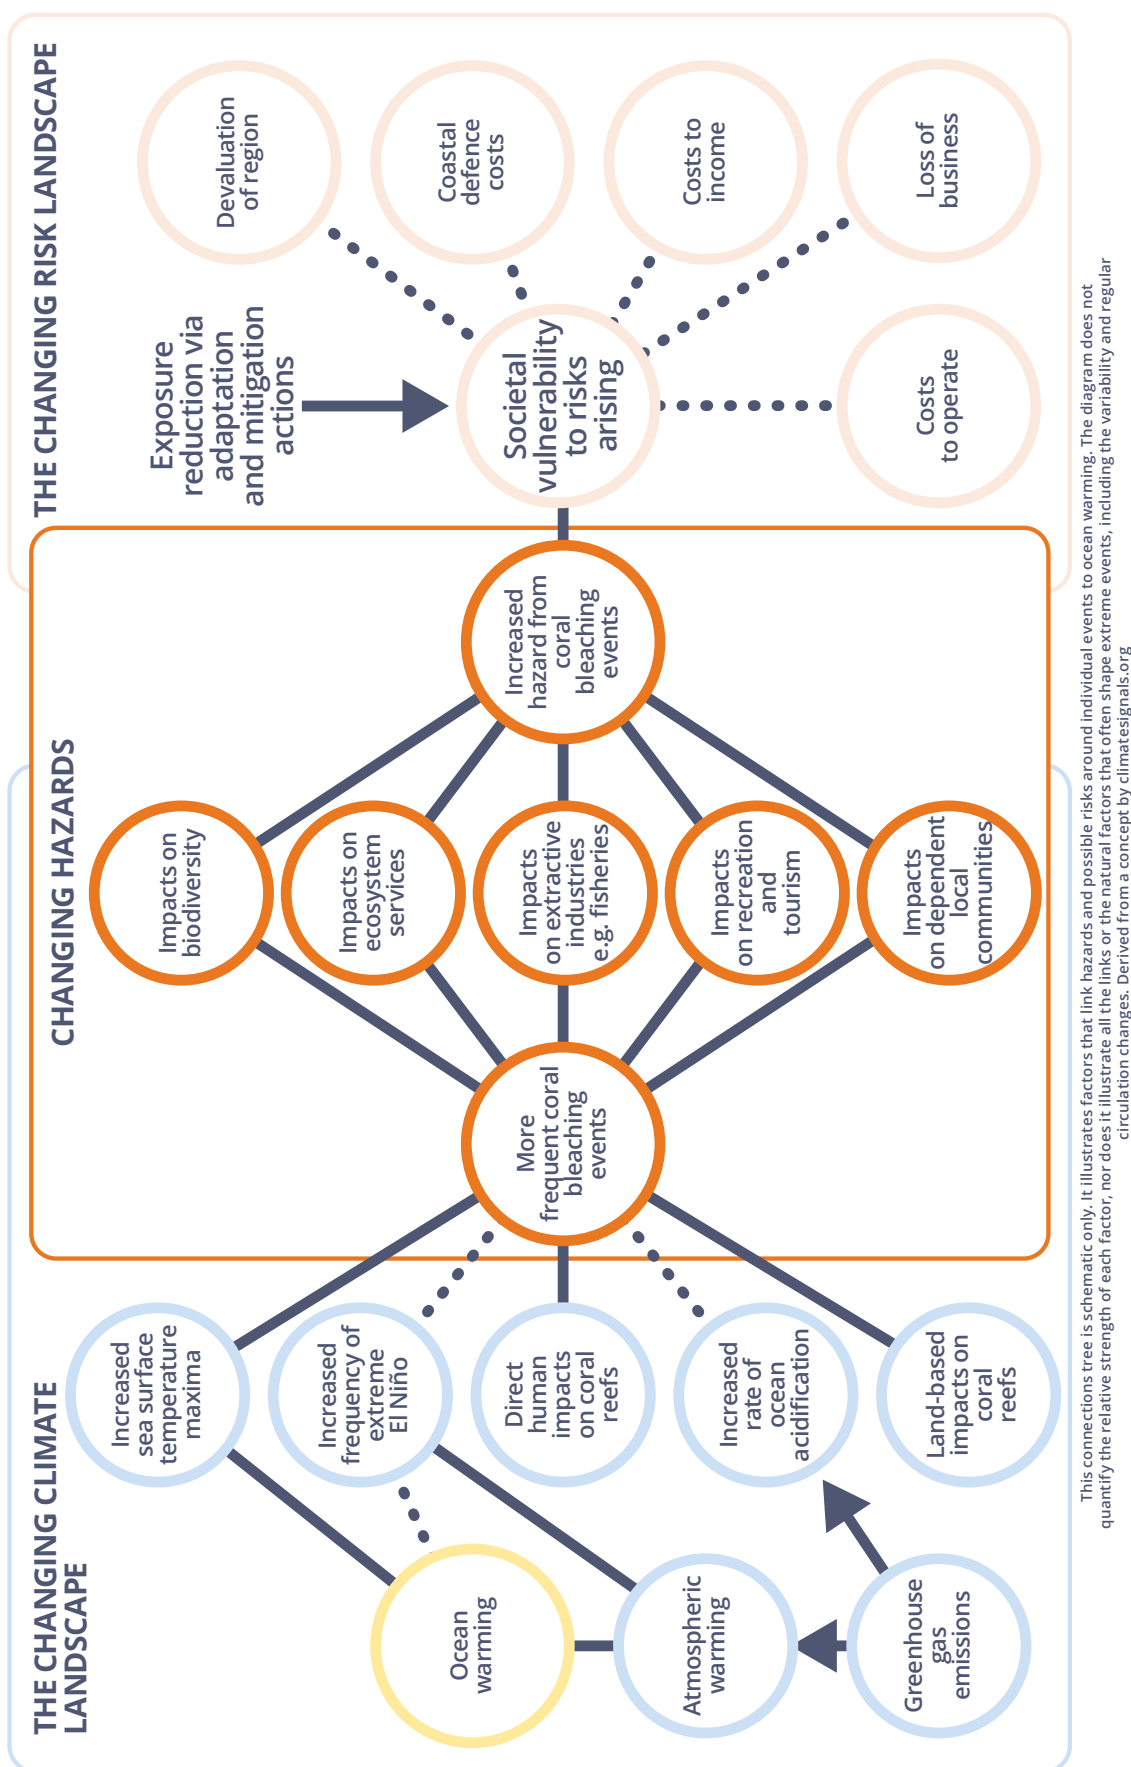 THE CHANGING CLIMATE
LANDSCAPE
Increased
sea surface
temperature
maxima
Increased
frequency of
extreme
El Niño
Direct
human
impacts
on coral
reefs
Increased
rate of
ocean
acidification
Land-based
impacts on
coral
reefs
Ocean
warming
Atmospheric
warming
Greenhouse
gas
emissions
CHANGING HAZARDS
More
frequent coral
bleaching
events
Impacts on
biodiversity
Impacts on
ecosystem
services
Impacts
on extractive
industries
e.g. fisheries
Impacts
on recreation
and
tourism
Impacts
on dependent
local
communities
Increased
hazard from
coral
bleaching
events
THE CHANGING RISK LANDSCAPE
Exposure
reduction via
adaptation
and mitigation
actions
Societal
vulnerability
to risks
arising
Devaluation
of region
Coastal
defence
costs
Costs to
income
Loss of
business
Costs
to operate
This connections tree is schematic only. It illustrates factors that link hazards and possible risks around individual events to ocean warming. The diagram does not
quantify the relative strength of each factor, nor does it illustrate all the links or the natural factors that often shape extreme events, including the variability and regular
circulation changes. Derived from a concept by climatesignals.org